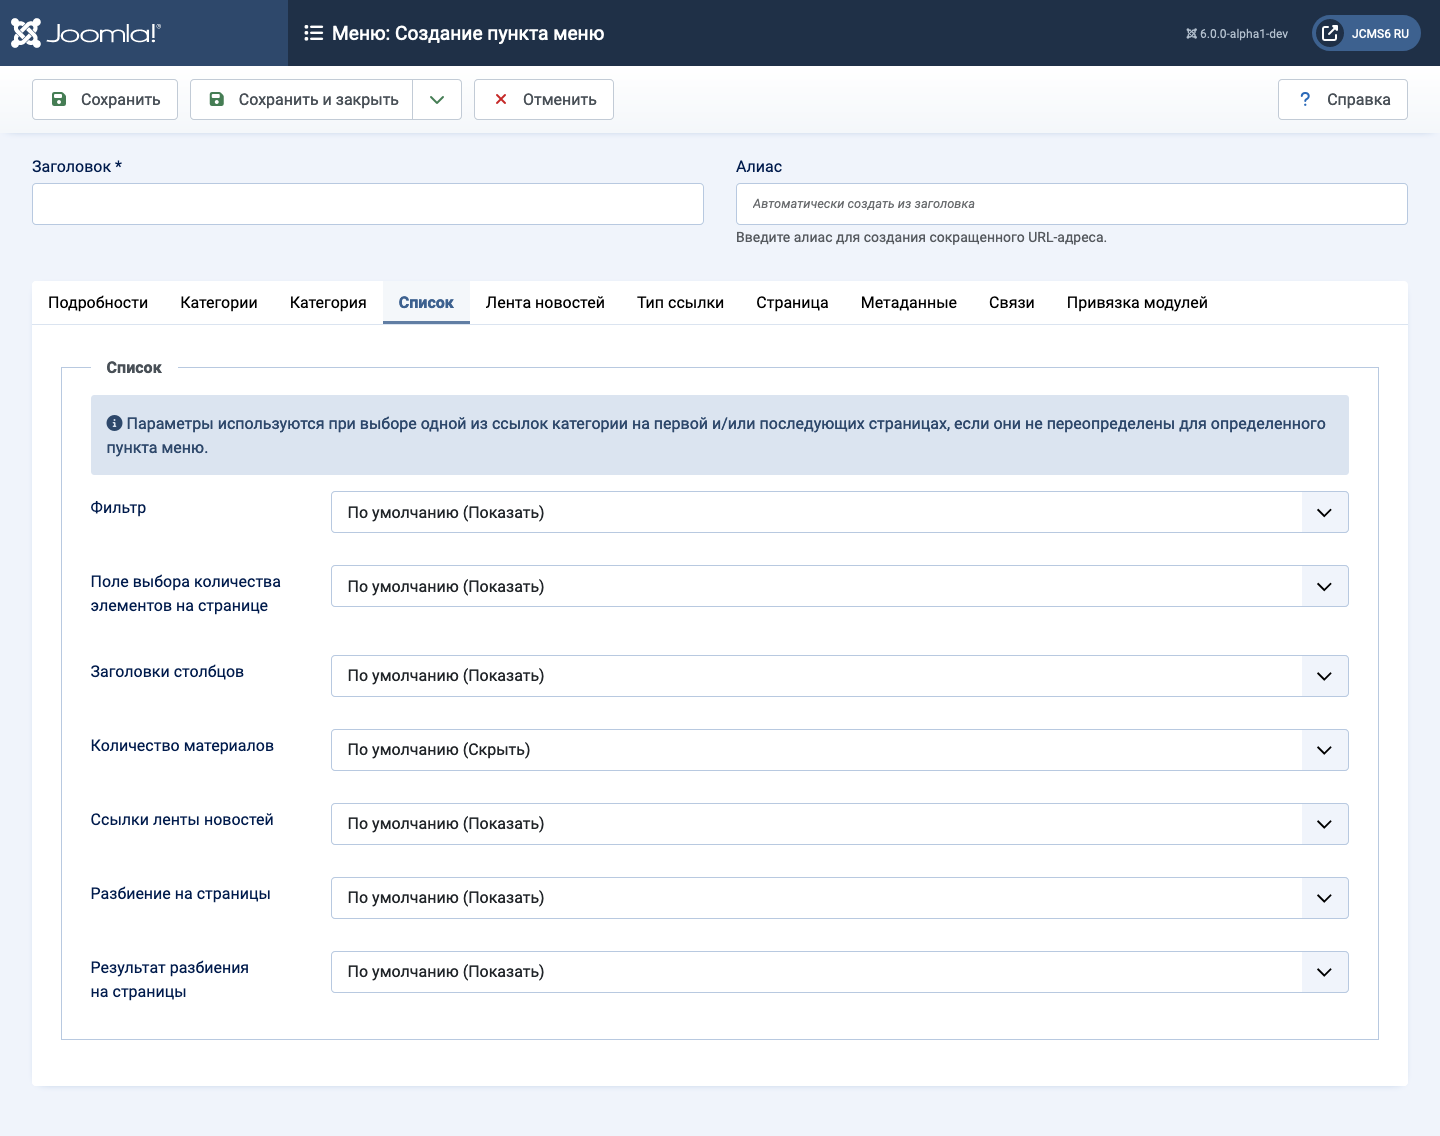 Joomla!®
Меню: Создание пункта меню
6.0.0-alpha1-dev
JCMS6 RU
Сохранить
Сохранить и закрыть
Отменить
? Справка
Заголовок *
Алиас
Автоматически создать из заголовка
Введите алиас для создания сокращенного URL-адреса.
Подробности Категории Категория Список Лента новостей Тип ссылки Страница Метаданные Связи Привязка модулей
Список
Параметры используются при выборе одной из ссылок категории на первой и/или последующих страницах, если они не переопределены для определенного
пункта меню.
Фильтр
По умолчанию (Показать)
Поле выбора количества
элементов на странице
По умолчанию (Показать)
Заголовки столбцов
По умолчанию (Показать)
Количество материалов
По умолчанию (Скрыть)
Ссылки ленты новостей
По умолчанию (Показать)
Разбиение на страницы
По умолчанию (Показать)
Результат разбиения
на страницы
По умолчанию (Показать)